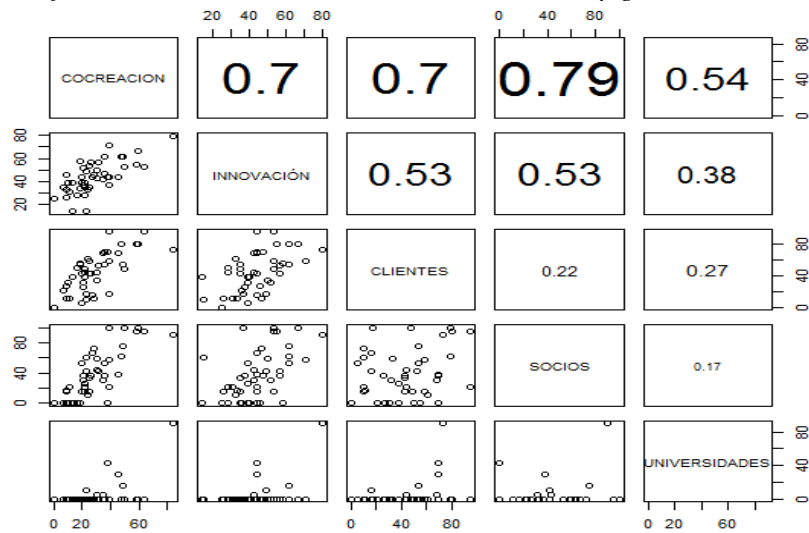 20 40 60 80
0 40 80
COCREACION 0.7 0.7 0.79 0.54
0 40 80
20 40 60 80
INNOVACIÓN 0.53 0.53 0.38
0 40 80
CLIENTES 0.22 0.27
0 40 80
SOCIOS 0.17
UNIVERSIDADES
0 40 80
0 20 60
0 40 80
0 20 60